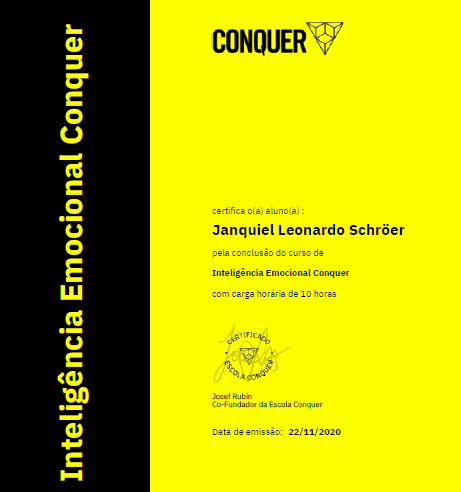 Inteligência Emocional Conquer
CONQUER
certifica o(a) aluno(a) :
Janquiel Leonardo Schröer
pela conclusão do curso de
Inteligência Emocional Conquer
com carga horária de 10 horas
CERTIFICADO
ESCOLA CONQUER
Josef Rubin
Co-Fundador da Escola Conquer
Data de emissão: 22/11/2020